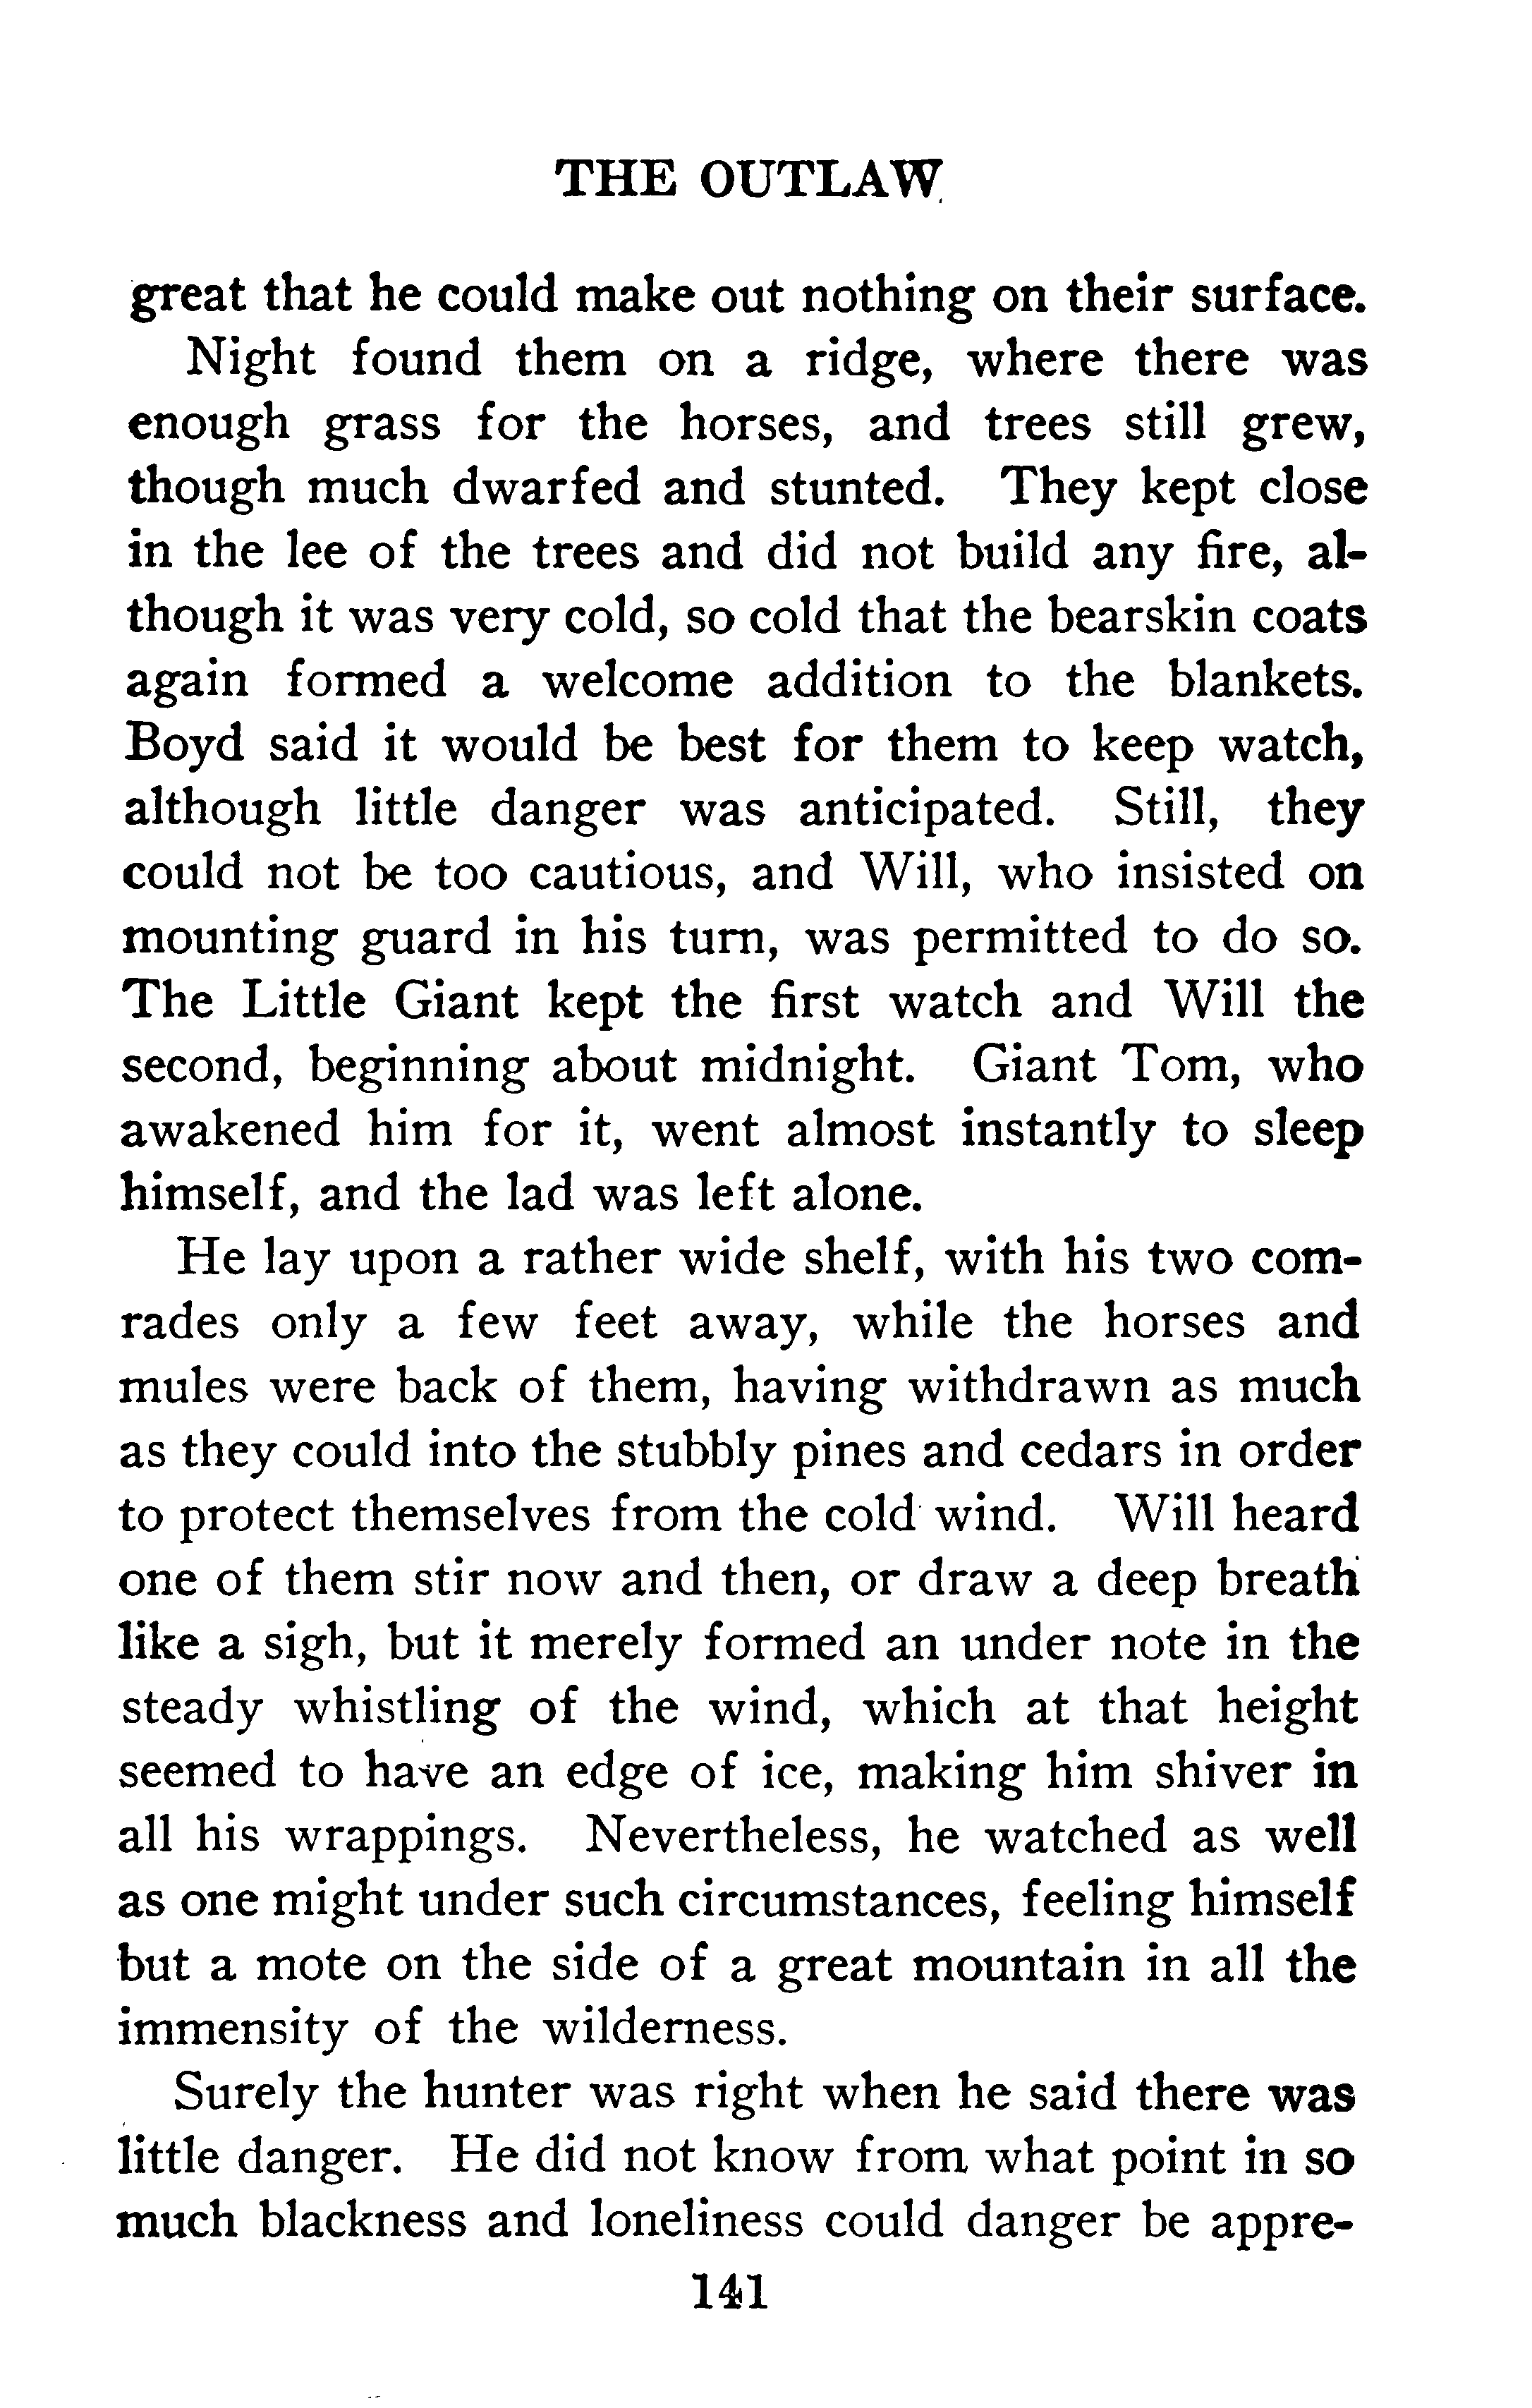 THE OUTLAW
great that he could make out nothing on their surface.
Night found them on a ridge, where there was
enough grass for the horses, and trees still grew,
though much dwarfed and stunted. They kept close
in the lee of the trees and did not build any fire, al-
though it was very cold, so cold that the bearskin coats
again formed a welcome addition to the blankets.
Boyd said it would be best for them to keep watch,
although little danger was anticipated. Still, they
could not be too cautious, and Will, who insisted on
mounting guard in his turn, was permitted to do so.
The Little Giant kept the first watch and Will the
second, beginning about midnight. Giant Tom, who
awakened him for it, went almost instantly to sleep
himself, and the lad was left alone.
He lay upon a rather wide shelf, with his two com-
rades only a few feet away, while the horses and
mules were back of them, having withdrawn as much
as they could into the stubbly pines and cedars in order
to protect themselves from the cold wind. Will heard
one of them stir now and then, or draw a deep breath
like a sigh, but it merely formed an under note in the
steady whistling of the wind, which at that height
seemed to have an edge of ice, making him shiver in
all his wrappings. Nevertheless, he watched as well
as one might under such circumstances, feeling himself
but a mote on the side of a great mountain in all the
immensity of the wilderness.
Surely the hunter was right when he said there was
little danger. He did not know from what point in so
much blackness and loneliness could danger be appre-
141